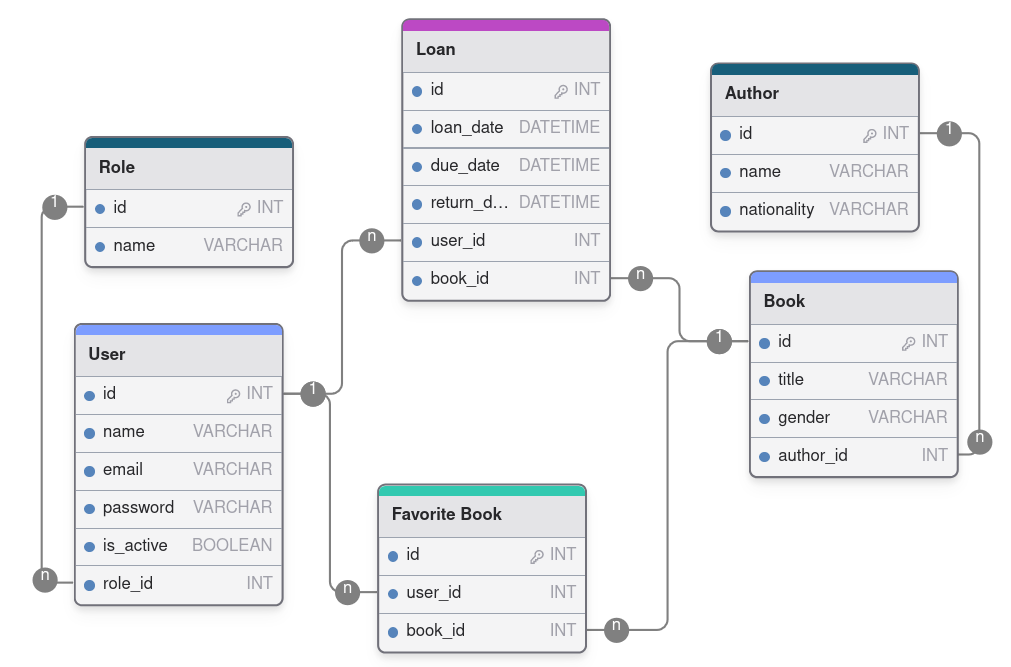 Loan
id INT
loan_date DATETIME
due_date DATETIME
return_d... DATETIME
user_id INT
book_id INT
Author
id INT
name VARCHAR
nationality VARCHAR
Role
id INT
name VARCHAR
Book
id INT
title VARCHAR
gender VARCHAR
author_id INT
User
id INT
name VARCHAR
email VARCHAR
password VARCHAR
is_active BOOLEAN
role_id INT
Favorite Book
id INT
user_id INT
book_id INT
1
n
1
n
n
n
1
n
1
n